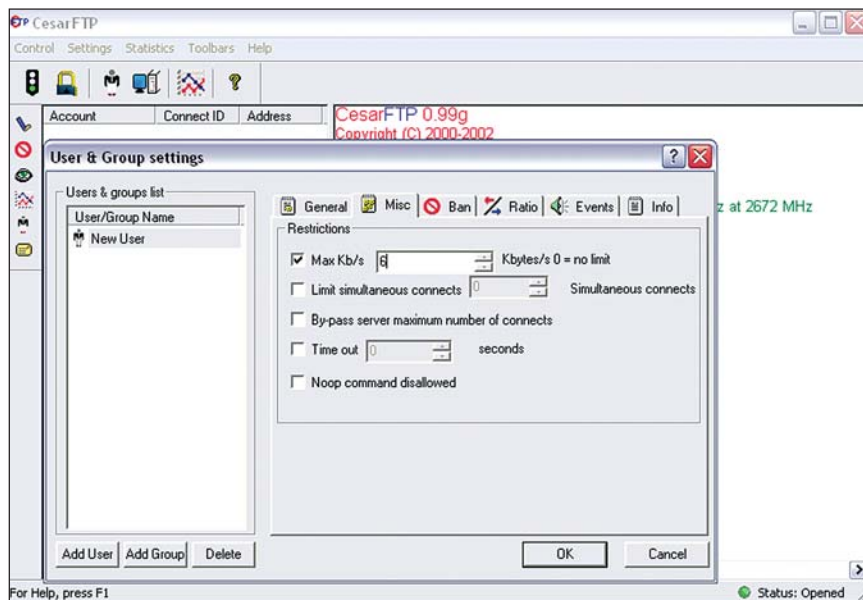 FTP CesarFTP
Control Settings Statistics Toolbars Help
Account Connect ID Address
CesarFTP 0.99g
Copyright (C) 2000-2002
User & Group settings
z at 2672 MHz
Users & groups list
User/Group Name
New User
General Misc Ban Ratio Events Info
Restrictions
Max Kb/s 6 Kbytes/s 0 = no limit
Limit simultaneous connects 0 Simultaneous connects
By-pass server maximum number of connects
Time out 0 seconds
Noop command disallowed
Add User Add Group Delete
OK Cancel
For Help, press F1
Status: Opened